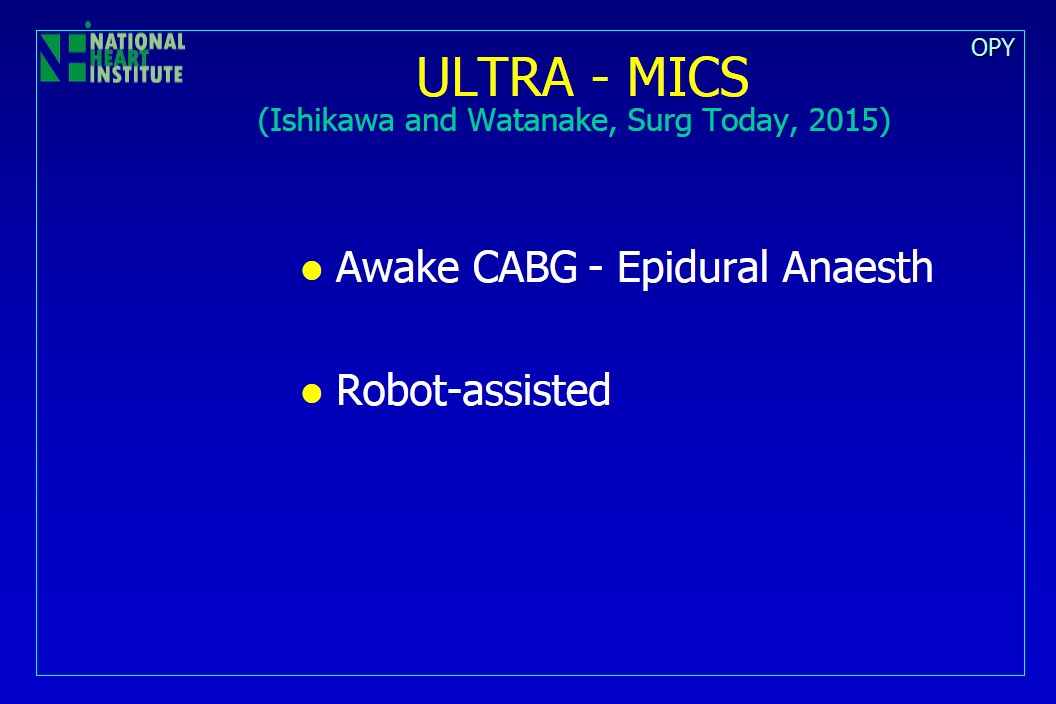 NATIONAL
HEART
INSTITUTE
OPY
ULTRA - MICS
(Ishikawa and Watanake, Surg Today, 2015)
Awake CABG - Epidural Anaesth
Robot-assisted